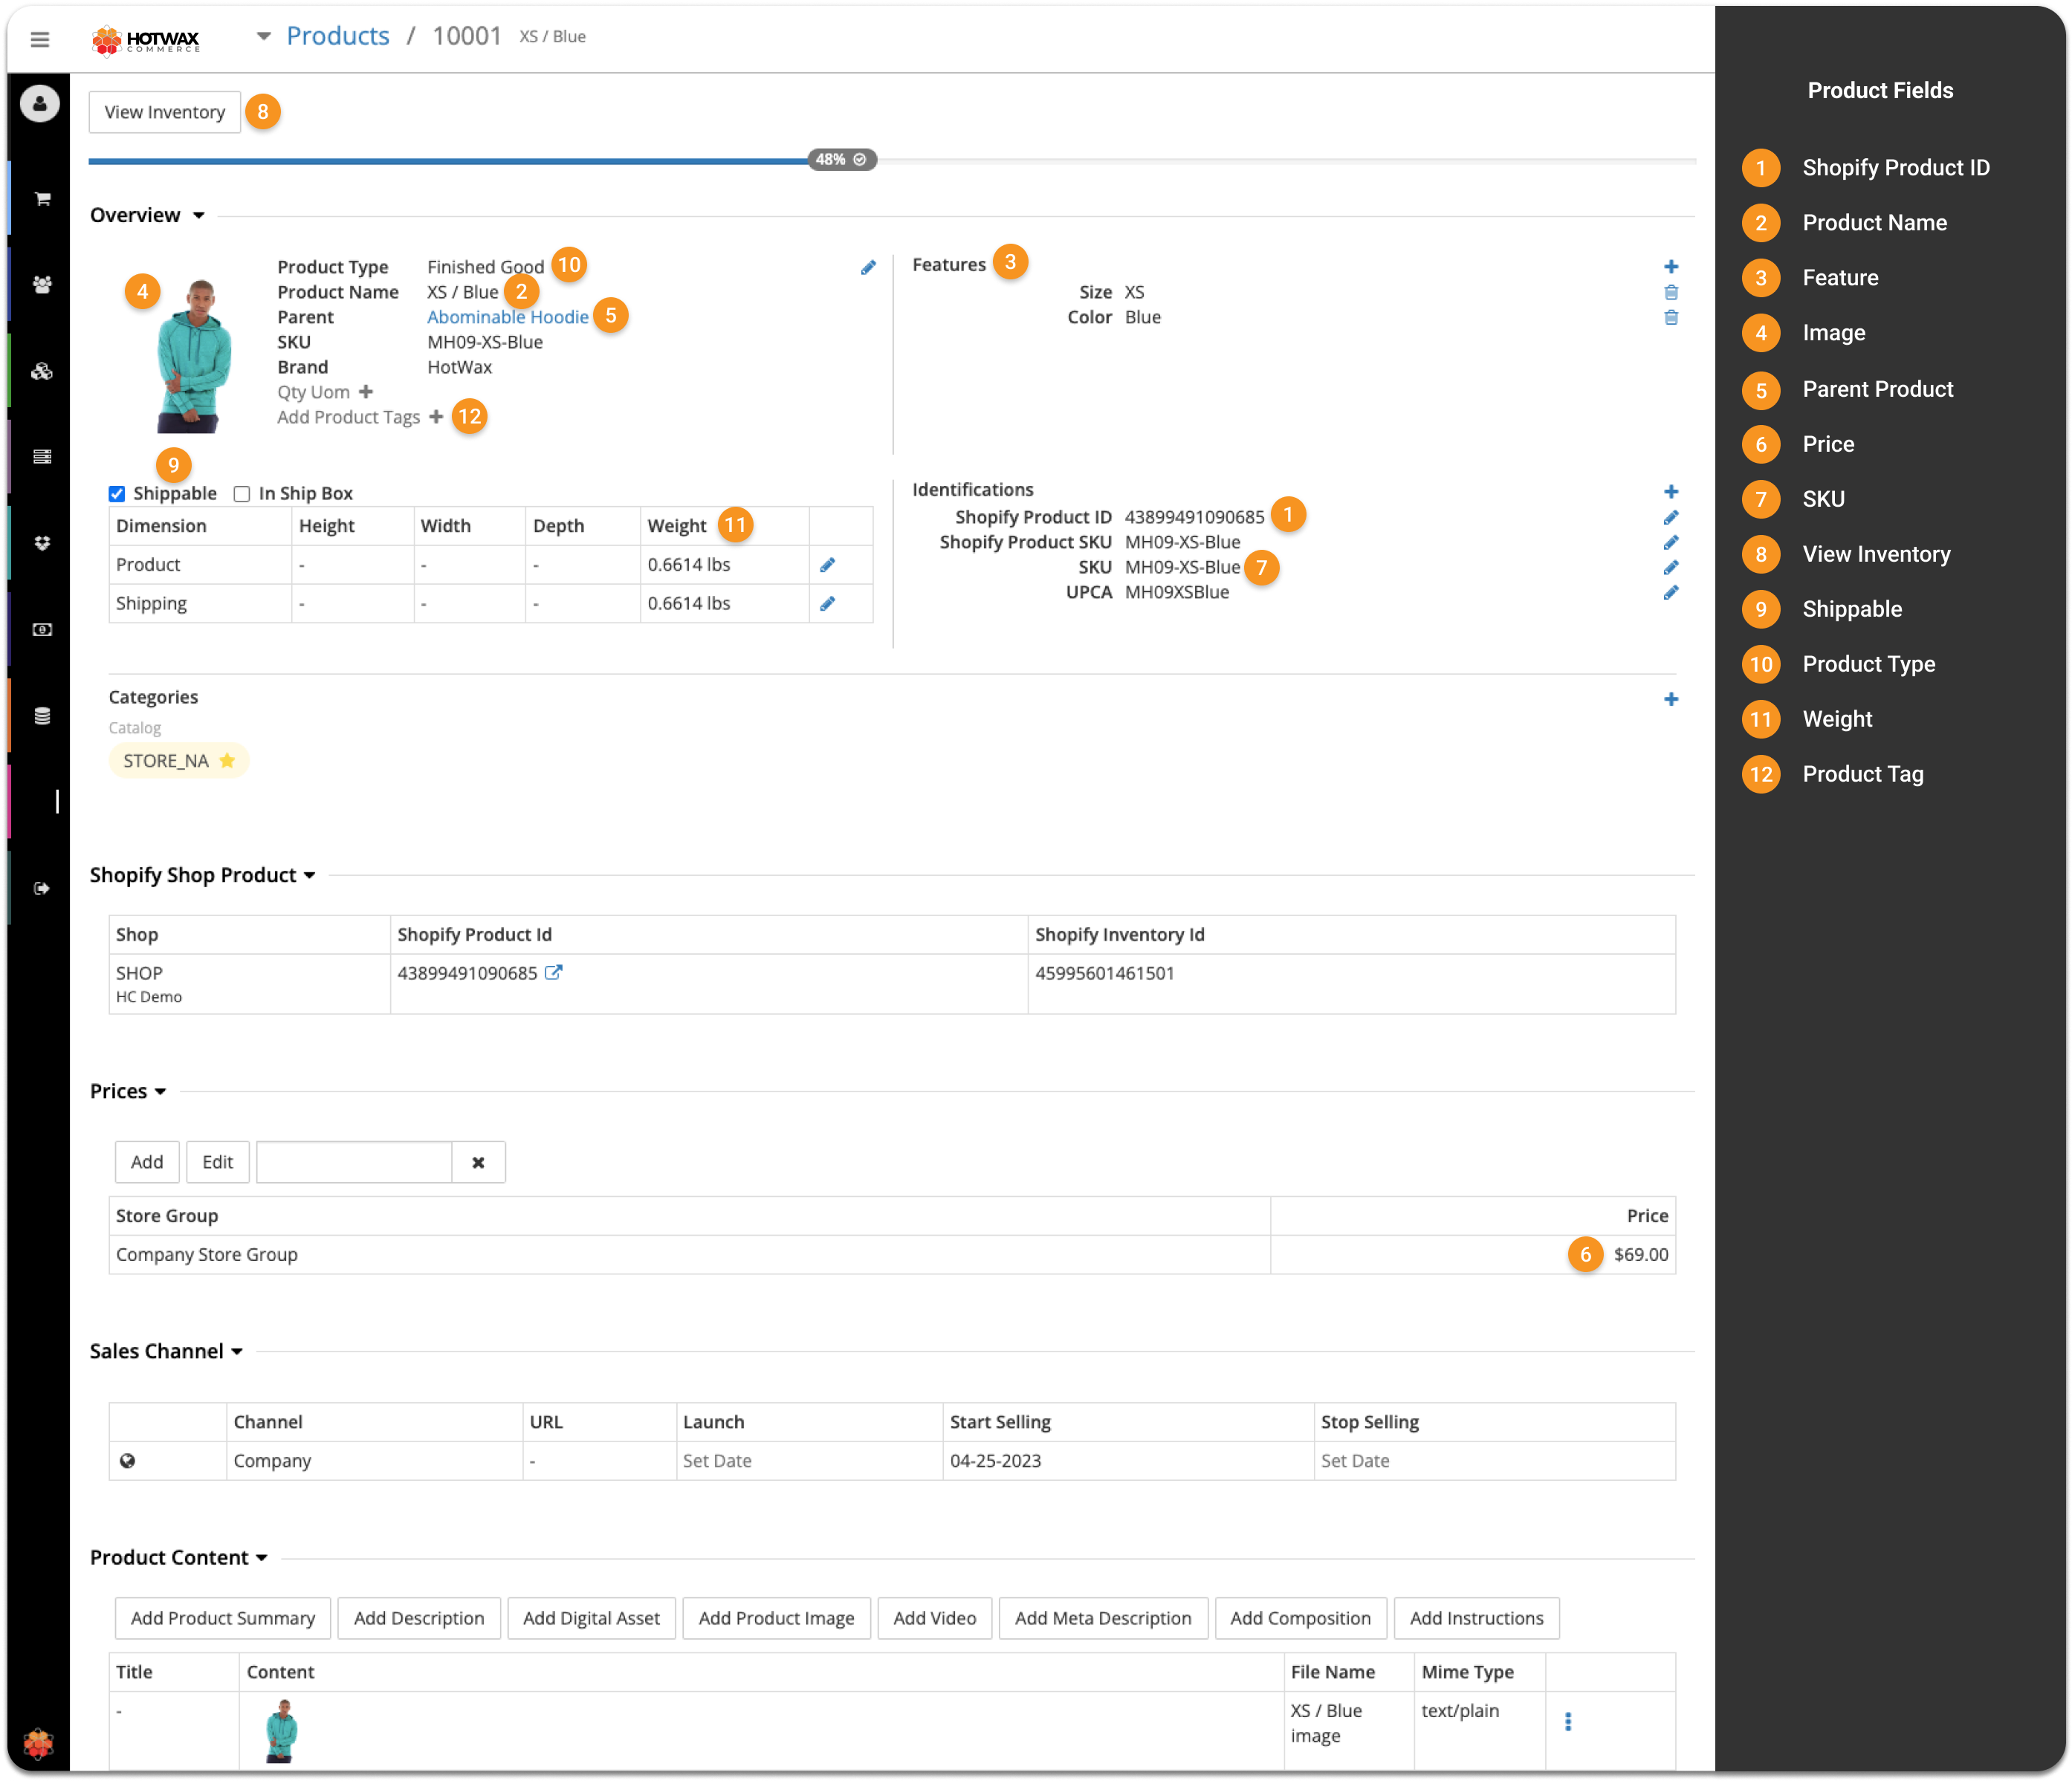 HOTWAX
COMMERCE
Products / 10001 XS / Blue
View Inventory 8
48%
Overview
4
Product Type Finished Good 10
Product Name XS / Blue 2
Parent Abominable Hoodie 5
SKU MH09-XS-Blue
Brand HotWax
Qty Uom +
Add Product Tags + 12
Features 3
Size XS
Color Blue
9
Shippable In Ship Box
Dimension Height Width Depth Weight 11
Product - - - 0.6614 lbs
Shipping - - - 0.6614 lbs
Identifications
Shopify Product ID 43899491090685 1
Shopify Product SKU MH09-XS-Blue
SKU MH09-XS-Blue 7
UPCA MH09XSBlue
Categories
Catalog
STORE_NA
Shopify Shop Product
Shop Shopify Product Id Shopify Inventory Id
SHOP 43899491090685 45995601461501
HC Demo
Prices
Add Edit
Store Group Price
Company Store Group 6 $69.00
Sales Channel
Channel URL Launch Start Selling Stop Selling
Company - Set Date 04-25-2023 Set Date
Product Content
Add Product Summary Add Description Add Digital Asset Add Product Image Add Video Add Meta Description Add Composition Add Instructions
Title Content File Name Mime Type
- XS / Blue text/plain
image
Product Fields
1 Shopify Product ID
2 Product Name
3 Feature
4 Image
5 Parent Product
6 Price
7 SKU
8 View Inventory
9 Shippable
10 Product Type
11 Weight
12 Product Tag